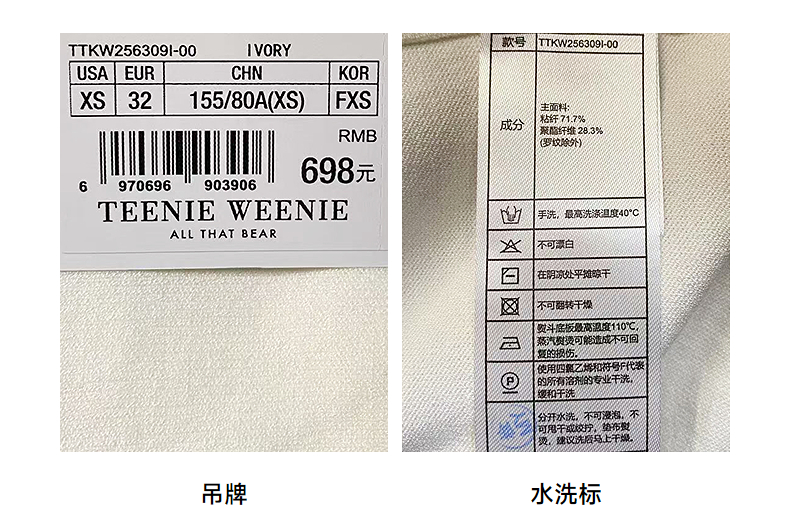 TTKW256309I-00 IVORY
USA EUR CHN KOR
XS 32 155/80A(XS) FXS
RMB
698元
6 970696 903906
TEENIE WEENIE
ALL THAT BEAR
款号 TTKW256309I-00
成分
主面料:
粘纤 71.7%
聚酯纤维 28.3%
(罗纹除外)
手洗，最高洗涤温度40°C
不可漂白
在阴凉处平摊晾干
不可翻转干燥
熨斗底板最高温度110℃,
蒸汽熨烫可能造成不可回
复的损伤。
P
使用四氯乙烯和符号F代表
的所有溶剂的专业干洗,
缓和干洗
分开水洗，不可浸泡，不
可甩干或绞拧，垫布熨
烫，建议洗后马上干燥。
吊牌
水洗标